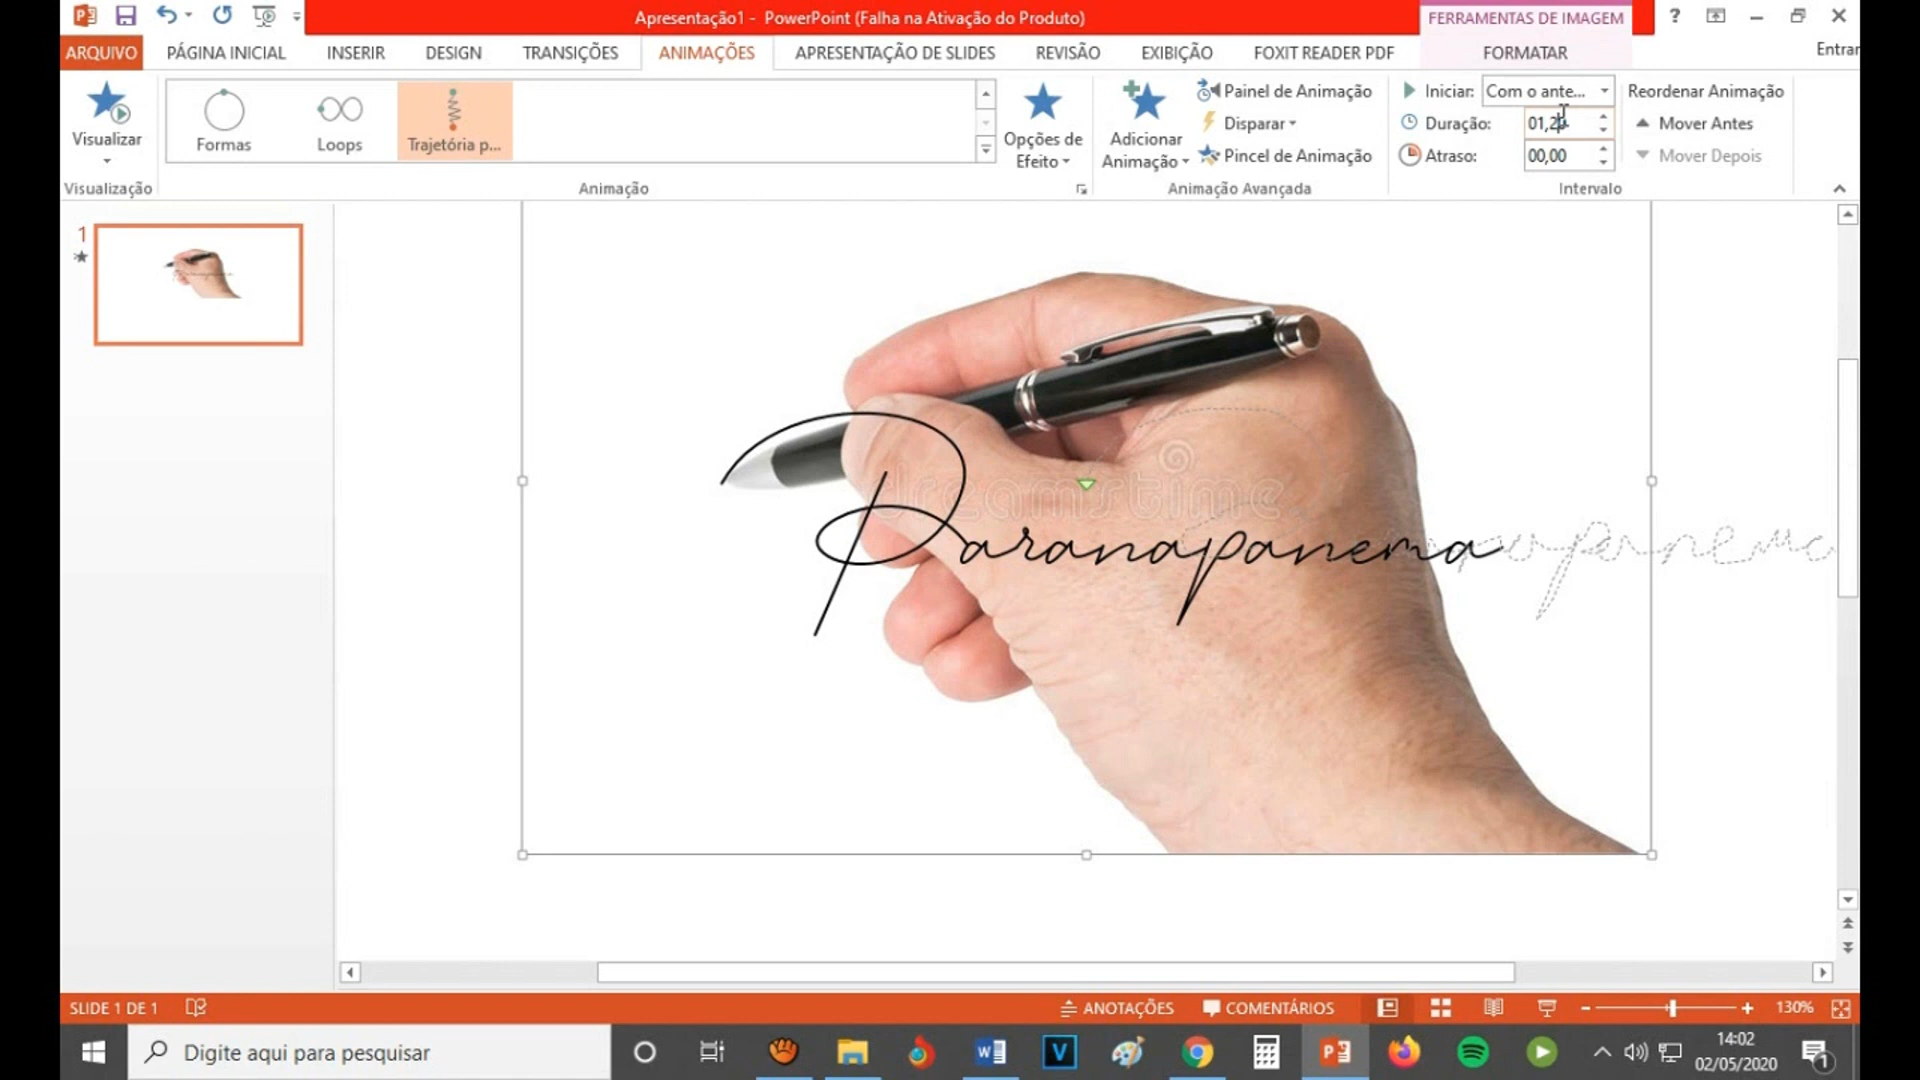 Apresentação1 - PowerPoint (Falha na Ativação do Produto)
FERRAMENTAS DE IMAGEM
?
ARQUIVO
PÁGINA INICIAL
INSERIR
DESIGN
TRANSIÇÕES
ANIMAÇÕES
APRESENTAÇÃO DE SLIDES
REVISÃO
EXIBIÇÃO
FOXIT READER PDF
FORMATAR
Entrar
Visualizar
Formas
Loops
Trajetória p...
Opções de
Efeito
Adicionar
Animação
Painel de Animação
Disparar
Pincel de Animação
Iniciar: Com o ante...
Duração:
Atraso: 00,00
Reordenar Animação
Mover Antes
Mover Depois
Visualização
Animação
Animação Avançada
Intervalo
1
dreamstime
Paranapanema
SLIDE 1 DE 1
ANOTAÇÕES
COMENTÁRIOS
130%
Digite aqui para pesquisar
14:02
02/05/2020
1